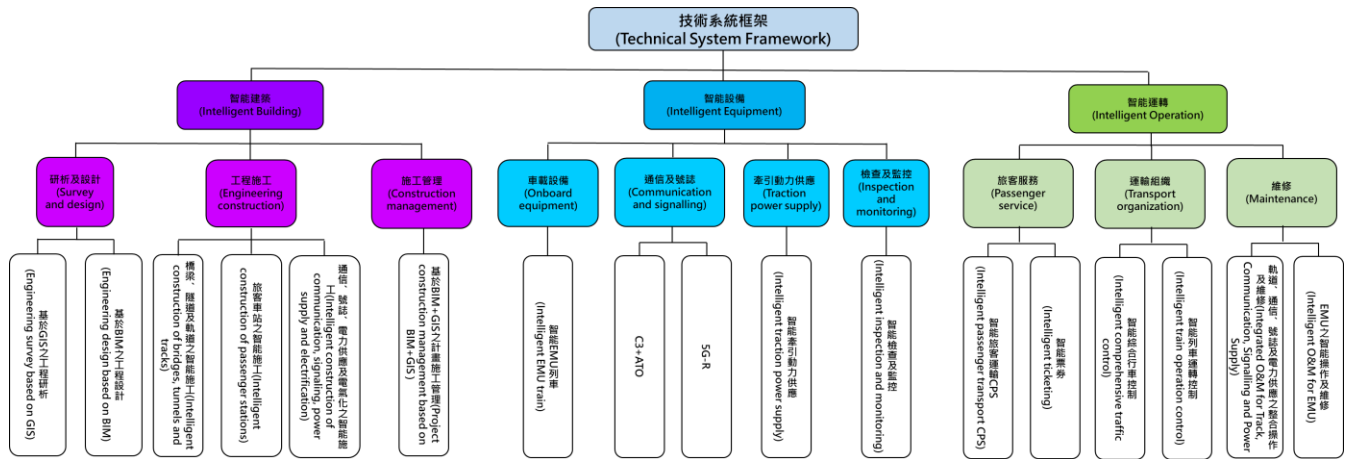 技術系統框架
(Technical System Framework)
智能建築
(Intelligent Building)
智能設備
(Intelligent Equipment)
智能運轉
(Intelligent Operation)
研析及設計
(Survey
and design)
工程施工
(Engineering
construction)
施工管理
(Construction
management)
車載設備
(Onboard
equipment)
通信及號誌
(Communication
and signalling)
牽引動力供應
(Traction
power supply)
檢查及監控
(Inspection
and
monitoring)
旅客服務
(Passenger
service)
運輸組織
(Transport
organization)
維修
(Maintenance)
基於GIS之工程研析
(Engineering survey based on GIS)
基於BIM之工程設計
(Engineering design based on BIM)
橋梁、隧道及軌道之智能施工(Intelligent
construction of bridges, tunnels and
tracks)
旅客車站之智能施工(Intelligent
construction of passenger stations)
通信、號誌、電力供應及電氣化之智能施
工(Intelligent construction of
communication, signaling, power
supply and electrification)
基於BIM+GIS之計畫施工管理(Project
construction management based on
BIM+GIS )
智能EMU列車
(Intelligent EMU train)
C3+ATO
5G-R
智能牽引動力供應
(Intelligent traction power supply)
智能檢查及監控
(Intelligent inspection and monitoring)
智能旅客運輸CPS
(Intelligent passenger transport CPS)
智能票券
(Intelligent ticketing)
智能綜合行車控制
(Intelligent comprehensive traffic
control)
智能列車運轉控制
(Intelligent train operation control)
軌道、通信、號誌及電力供應之整合操作
及維修(Integrated O&M for Track,
Communication, Signalling and Power
Supply)
EMU之智能操作及維修
(Intelligent O&M for EMU)